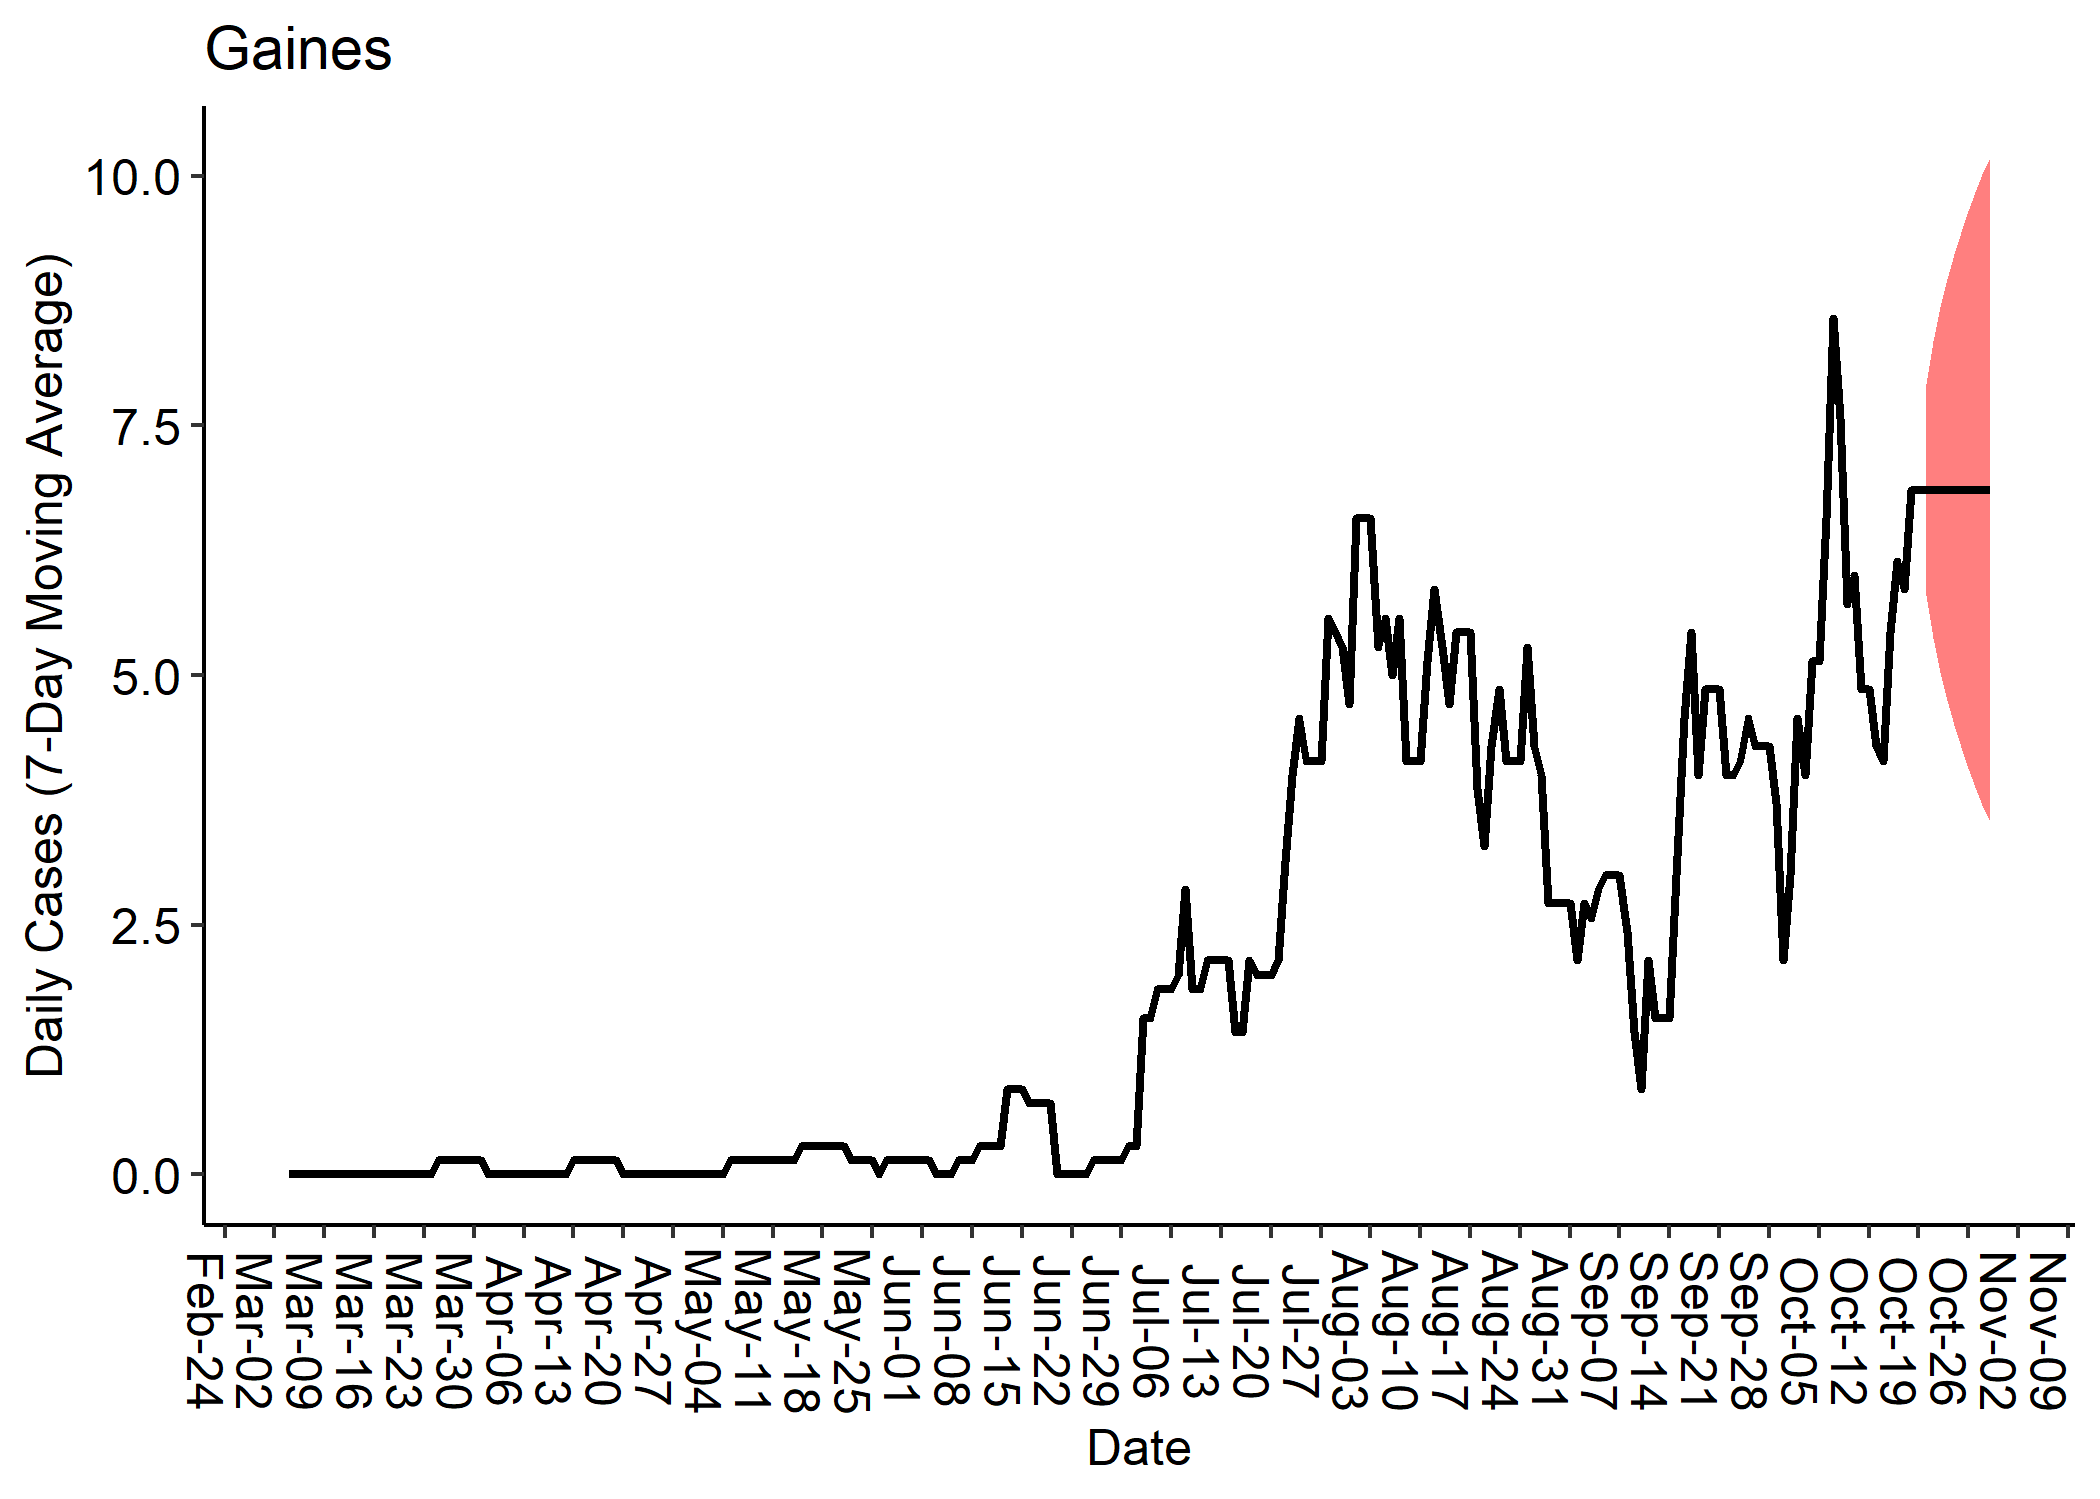 Gaines
Daily Cases (7-Day Moving Average)
10.0
7.5
5.0
2.5
0.0
Feb-24
Mar-02
Mar-09
Mar-16
Mar-23
Mar-30
Apr-06
Apr-13
Apr-20
Apr-27
May-04
May-11
May-18
May-25
Jun-01
Jun-08
Jun-15
Jun-22
Jun-29
Jul-06
Jul-13
Jul-20
Jul-27
Aug-03
Aug-10
Aug-17
Aug-24
Aug-31
Sep-07
Sep-14
Sep-21
Sep-28
Oct-05
Oct-12
Oct-19
Oct-26
Nov-02
Nov-09
Date